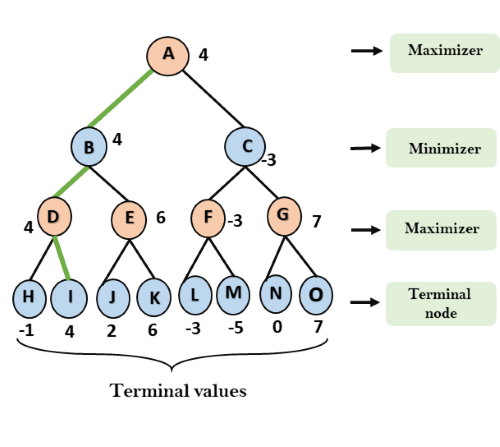 A 4 Maximizer
B 4 C -3 Minimizer
4 D E 6 F -3 G 7 Maximizer
H I J K L M N O Terminal
node
-1 4 2 6 -3 -5 0 7
Terminal values